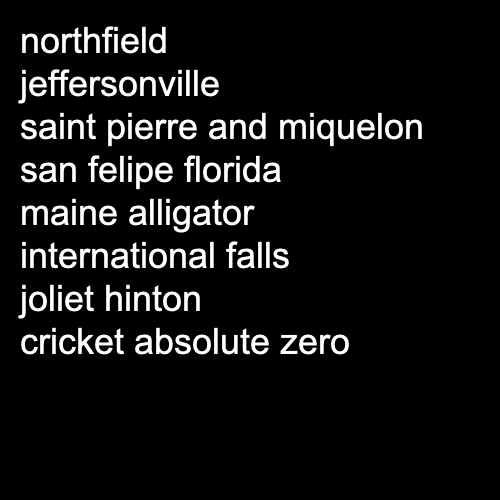 northfield
jeffersonville
saint pierre and miquelon
san felipe florida
maine alligator
international falls
joliet hinton
cricket absolute zero